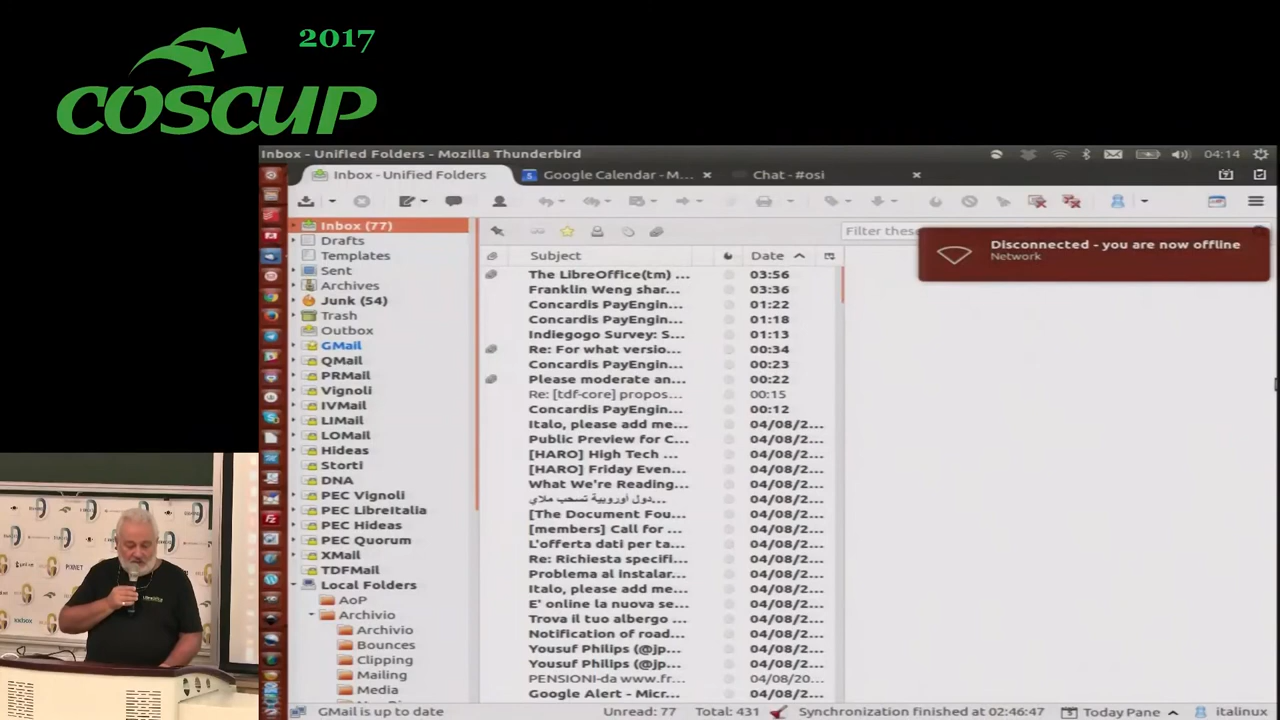 2017
COSCUP
Inbox - Unified Folders - Mozilla Thunderbird
04:14
Inbox - Unified Folders
Google Calendar - M...
Chat - #osi
Filter these
Disconnected - you are now offline
Network
Subject
Date
Inbox (77)
Drafts
Templates
Sent
Archives
Junk (54)
Trash
Outbox
GMail
QMail
PRMail
Vignoli
IVMail
LIMail
LOMail
Hideas
Storti
DNA
PEC Vignoli
PEC LibreItalia
PEC Hideas
PEC Quorum
XMail
TDFMail
Local Folders
AoP
Archivio
Archivio
Bounces
Clipping
Mailing
Media
The LibreOffice(tm) ... 03:56
Franklin Weng shar... 03:36
Concardis PayEngin... 01:22
Concardis PayEngin... 01:18
Indiegogo Survey: S... 01:13
Re: For what versio... 00:34
Concardis PayEngin... 00:23
Please moderate an... 00:22
Re: [tdf-core] propos... 00:15
Concardis PayEngin... 00:12
Italo, please add me... 04/08/2...
Public Preview for C... 04/08/2...
[HARO] High Tech ... 04/08/2...
[HARO] Friday Even... 04/08/2...
What We're Reading... 04/08/2...
دول أوروبية تسحب ملاي... 04/08/2...
[The Document Fou... 04/08/2...
[members] Call for ... 04/08/2...
L'offerta dati per ta... 04/08/2...
Re: Richiesta specifi... 04/08/2...
Problema al instalar... 04/08/2...
Italo, please add me... 04/08/2...
E' online la nuova se... 04/08/2...
Trova il tuo albergo ... 04/08/2...
Notification of road... 04/08/2...
Yousuf Philips (@jp... 04/08/2...
Yousuf Philips (@jp... 04/08/2...
PENSIONI-da www.fr... 04/08/20...
Google Alert - Micr... 04/08/2...
GMail is up to date
Unread: 77
Total: 431
Synchronization finished at 02:46:47
Today Pane
italinux
PIXNET